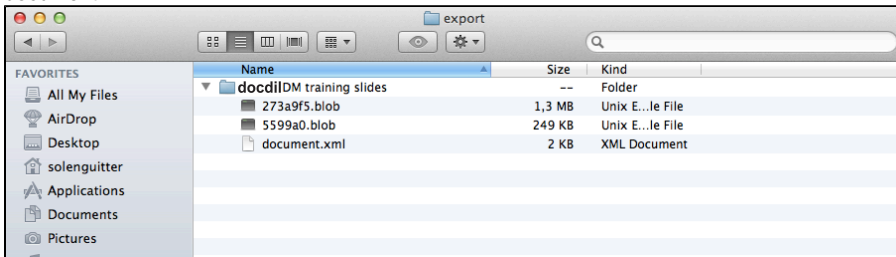 export
FAVORITES
Name Size Kind
docdilDM training slides -- Folder
All My Files
273a9f5.blob 1,3 MB Unix E...le File
AirDrop
5599a0.blob 249 KB Unix E...le File
Desktop
document.xml 2 KB XML Document
solenguitter
Applications
Documents
Pictures